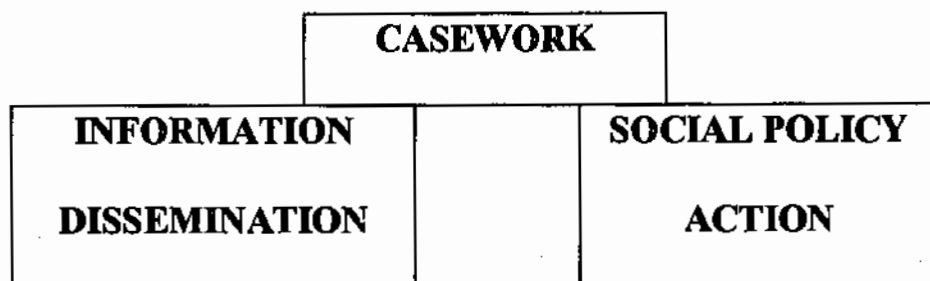 CASEWORK
INFORMATION
DISSEMINATION
SOCIAL POLICY
ACTION